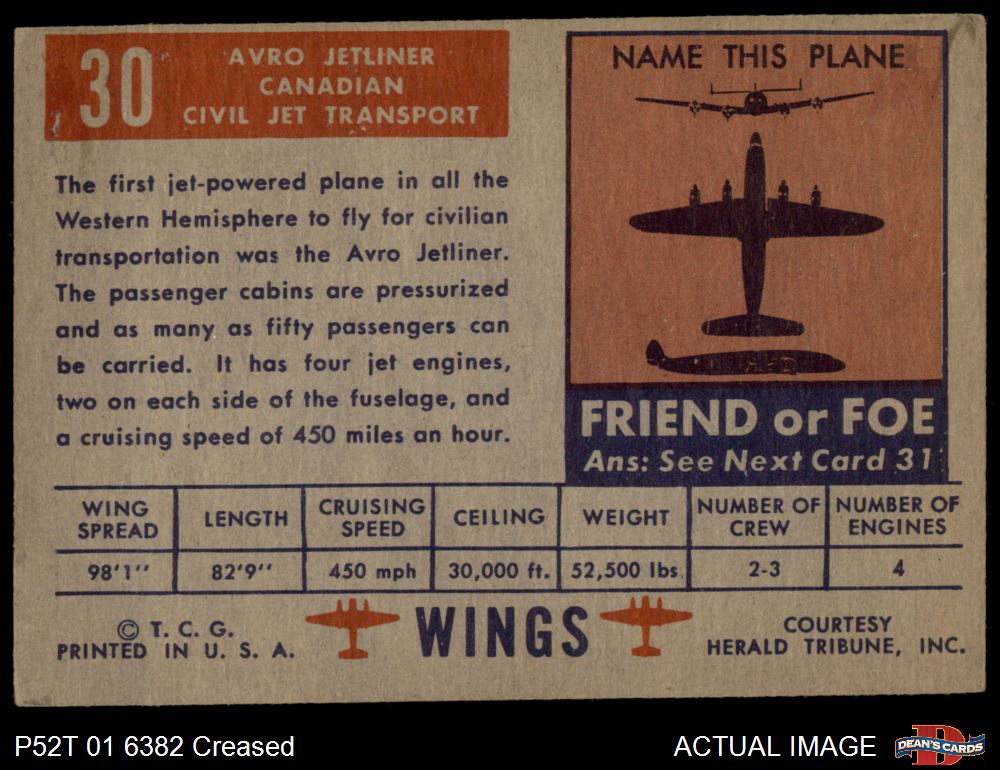 30
AVRO JETLINER
CANADIAN
CIVIL JET TRANSPORT
The first jet-powered plane in all the
Western Hemisphere to fly for civilian
transportation was the Avro Jetliner.
The passenger cabins are pressurized
and as many as fifty passengers can
be carried. It has four jet engines,
two on each side of the fuselage, and
a cruising speed of 450 miles an hour.
NAME THIS PLANE
FRIEND or FOE
Ans: See Next Card 31
WING SPREAD LENGTH CRUISING SPEED CEILING WEIGHT NUMBER OF CREW NUMBER OF ENGINES
98'1'' 82'9'' 450 mph 30,000 ft. 52,500 lbs. 2-3 4
© T. C. G.
PRINTED IN U. S. A.
WINGS
COURTESY
HERALD TRIBUNE, INC.
P52T 01 6382 Creased
ACTUAL IMAGE
DEAN'S CARDS